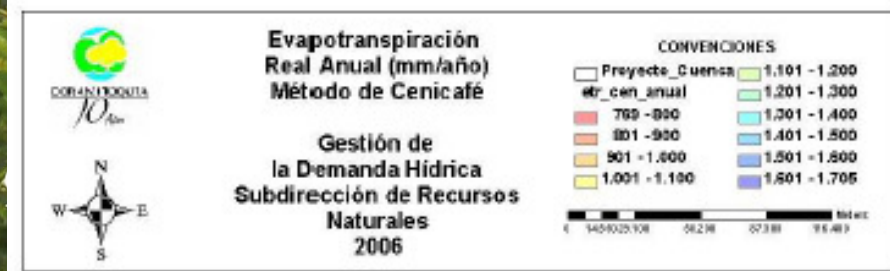 CORANTIOQUIA
10 Años
N
W E
S
Evapotranspiración
Real Anual (mm/año)
Método de Cenicafé
Gestión de
la Demanda Hídrica
Subdirección de Recursos
Naturales
2006
CONVENCIONES
Proyecto_Cuenca
etr_cen_anual
769 - 800
801 - 900
901 - 1.000
1.001 - 1.100
1.101 - 1.200
1.201 - 1.300
1.301 - 1.400
1.401 - 1.500
1.501 - 1.600
1.601 - 1.705
0